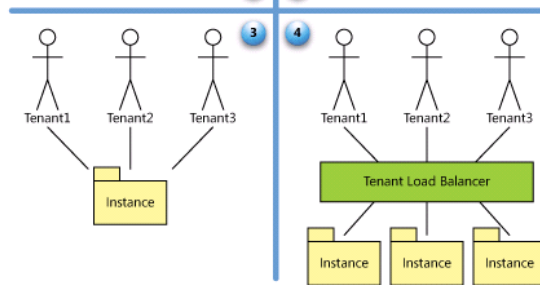 3
4
Tenant1 Tenant2 Tenant3
Tenant1 Tenant2 Tenant3
Tenant Load Balancer
Instance
Instance Instance Instance